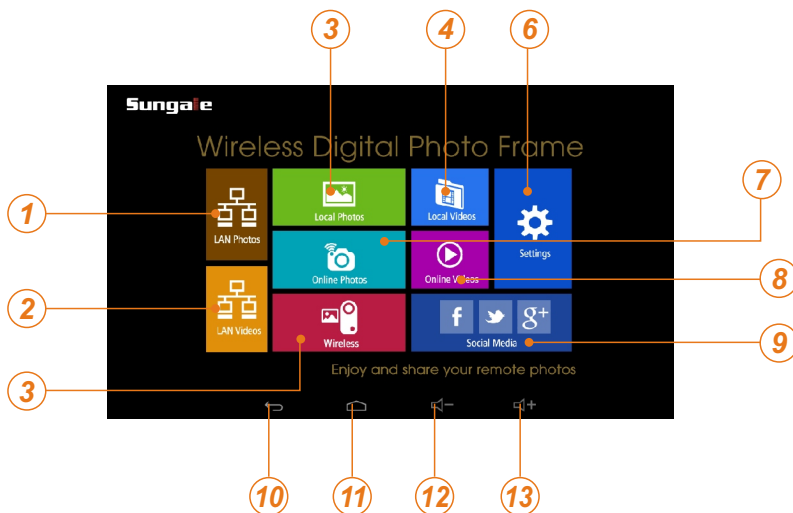 3 4 6
Sungale
Wireless Digital Photo Frame
7
1
LAN Photos
Local Photos
Local Videos
Settings
Online Photos
Online Videos
8
2
LAN Videos
Wireless
f g+
Social Media
9
3
Enjoy and share your remote photos
10 11 12 13